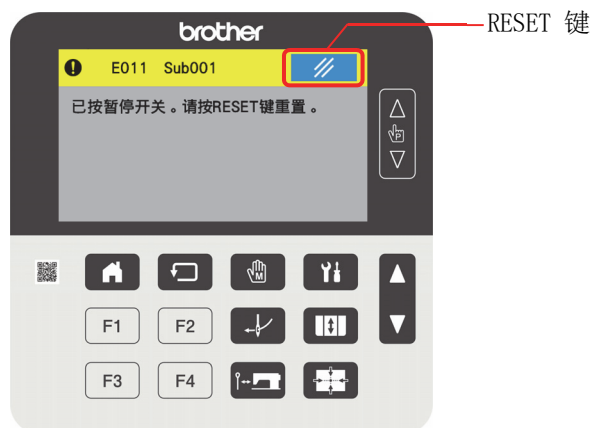 brother
RESET 键
E011 Sub001
已按暂停开关。请按RESET键重置。
P
M
F1 F2
F3 F4